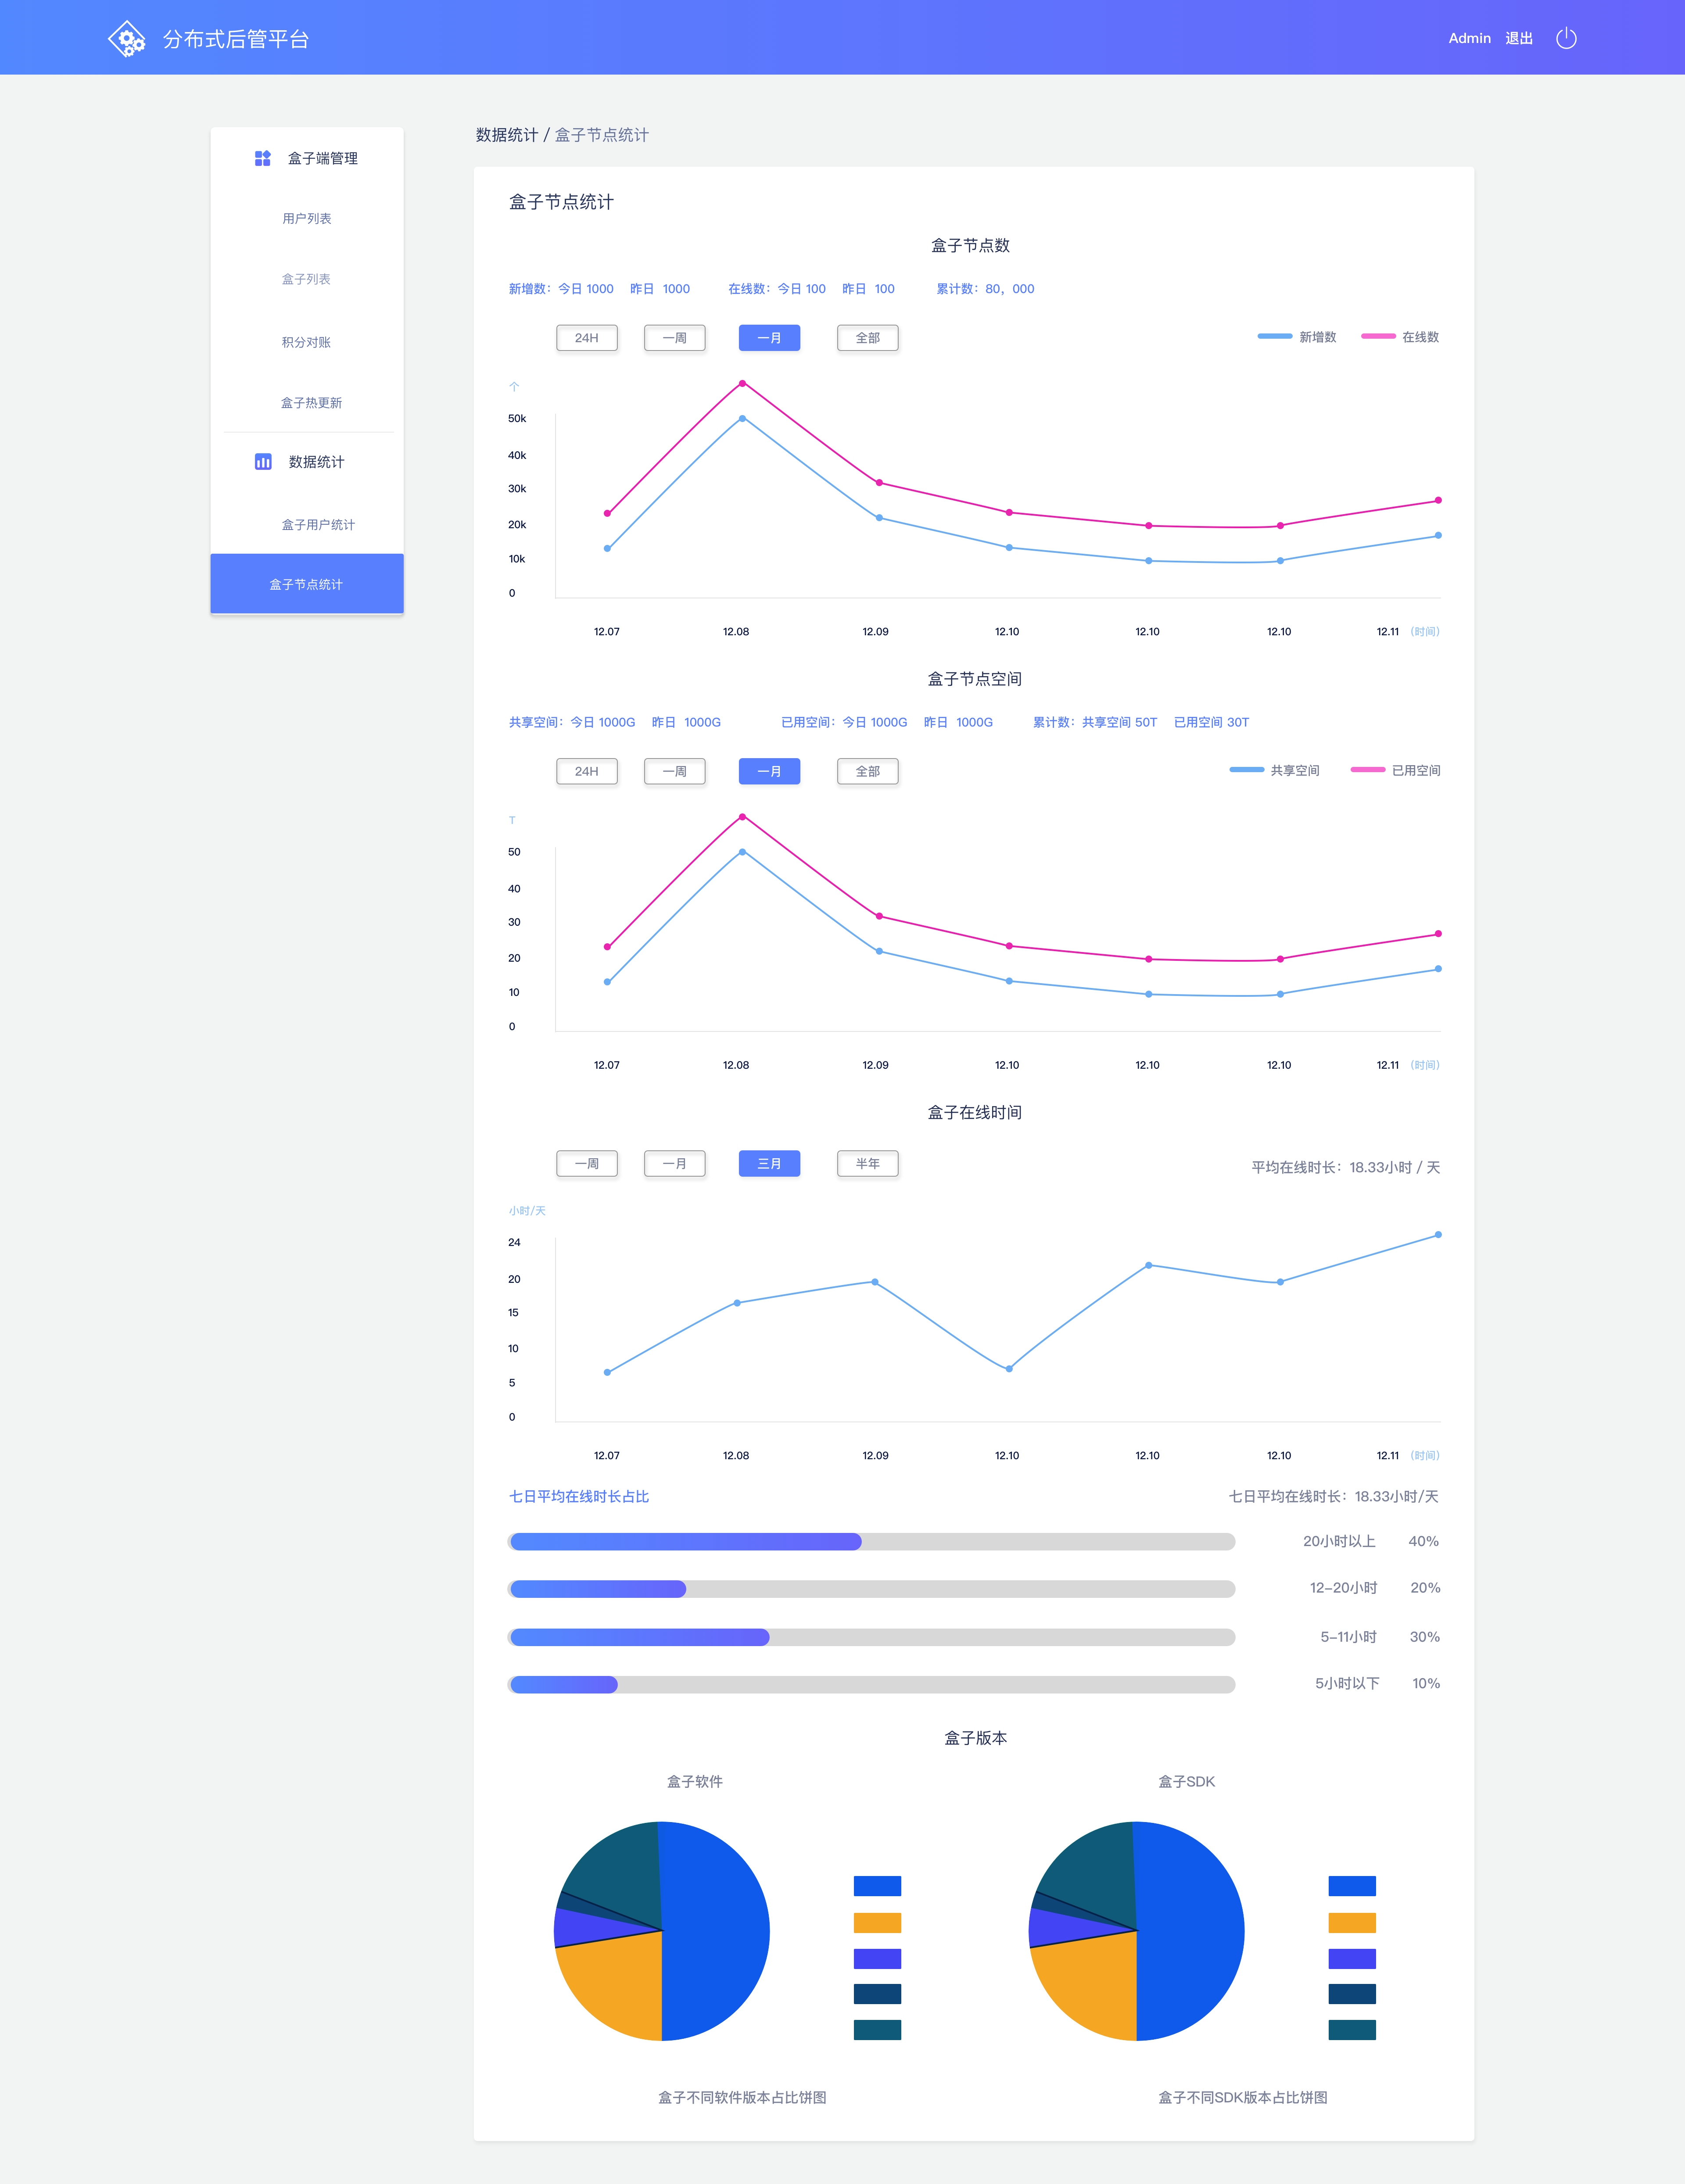 分布式后管平台
Admin 退出
盒子端管理
用户列表
盒子列表
积分对账
盒子热更新
数据统计
盒子用户统计
盒子节点统计
数据统计 / 盒子节点统计
盒子节点统计
盒子节点数
新增数：今日 1000 昨日 1000 在线数：今日 100 昨日 100 累计数：80，000
24H 一周 一月 全部 新增数 在线数
个
50k
40k
30k
20k
10k
0
12.07 12.08 12.09 12.10 12.10 12.10 12.11 （时间）
盒子节点空间
共享空间：今日 1000G 昨日 1000G 已用空间：今日 1000G 昨日 1000G 累计数：共享空间 50T 已用空间 30T
24H 一周 一月 全部 共享空间 已用空间
T
50
40
30
20
10
0
12.07 12.08 12.09 12.10 12.10 12.10 12.11 （时间）
盒子在线时间
一周 一月 三月 半年 平均在线时长：18.33小时 / 天
小时/天
24
20
15
10
5
0
12.07 12.08 12.09 12.10 12.10 12.10 12.11 （时间）
七日平均在线时长占比 七日平均在线时长：18.33小时/天
20小时以上 40%
12-20小时 20%
5-11小时 30%
5小时以下 10%
盒子版本
盒子软件 盒子SDK
盒子不同软件版本占比饼图 盒子不同SDK版本占比饼图